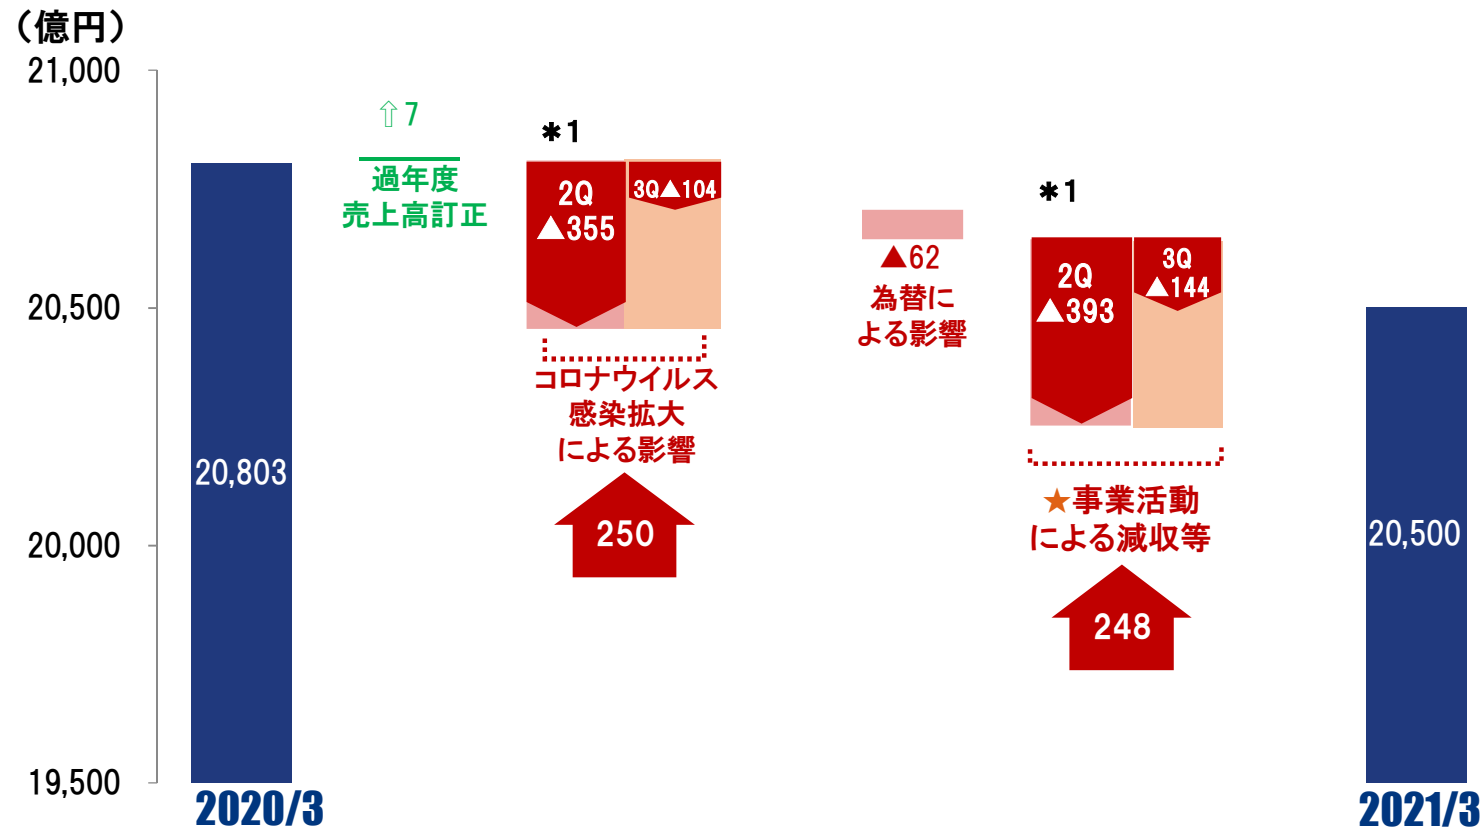 （億円）
21,000
20,500
20,000
19,500
20,803
2020/3
⇧7
過年度
売上高訂正
＊1
2Q
▲355
3Q▲104
コロナウイルス
感染拡大
による影響
250
▲62
為替に
よる影響
＊1
2Q
▲393
3Q
▲144
★事業活動
による減収等
248
20,500
2021/3